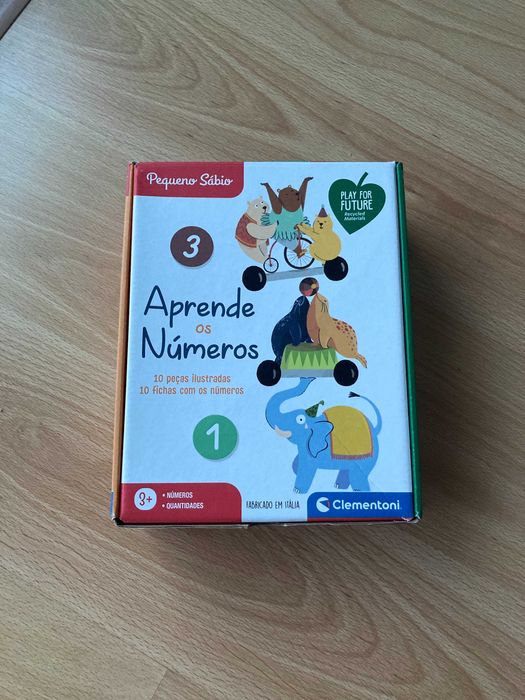 Pequeno Sábio
PLAY FOR
FUTURE
Recycled
Materials
3
Aprende
os
Números
10 peças ilustradas
10 fichas com os números
1
3+
• NÚMEROS
• QUANTIDADES
FABRICADO EM ITÁLIA
Clementoni